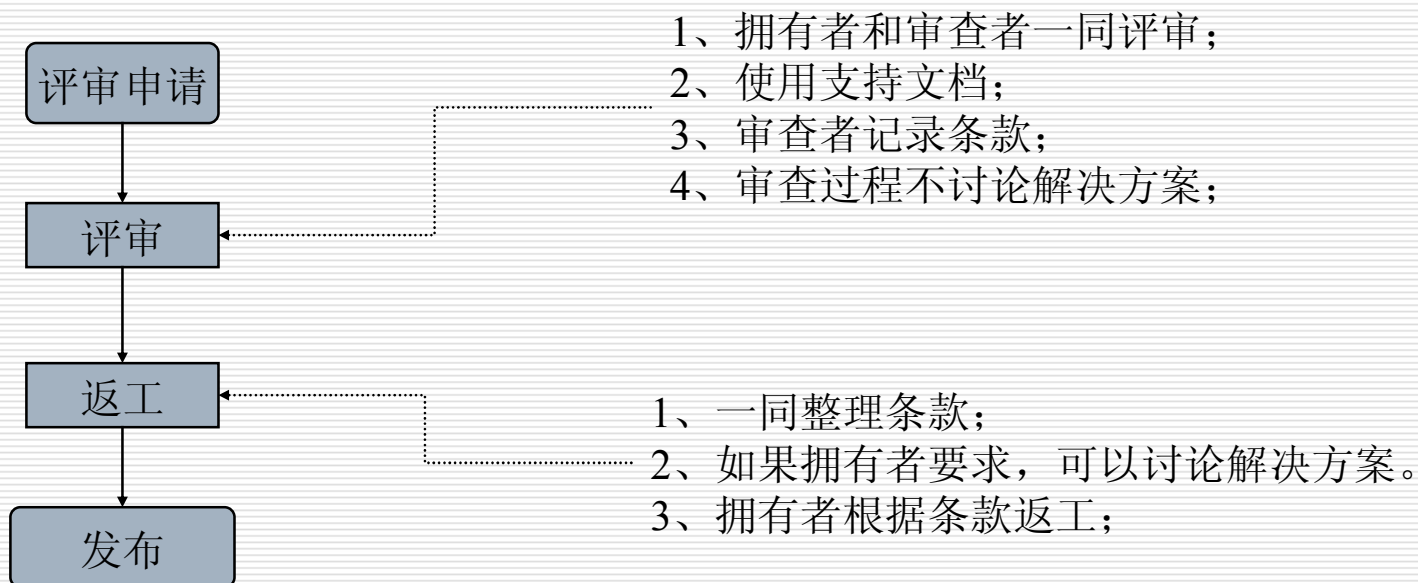 评审申请
1、拥有者和审查者一同评审；
2、使用支持文档；
3、审查者记录条款；
4、审查过程不讨论解决方案；
评审
返工
1、一同整理条款；
2、如果拥有者要求，可以讨论解决方案。
3、拥有者根据条款返工；
发布